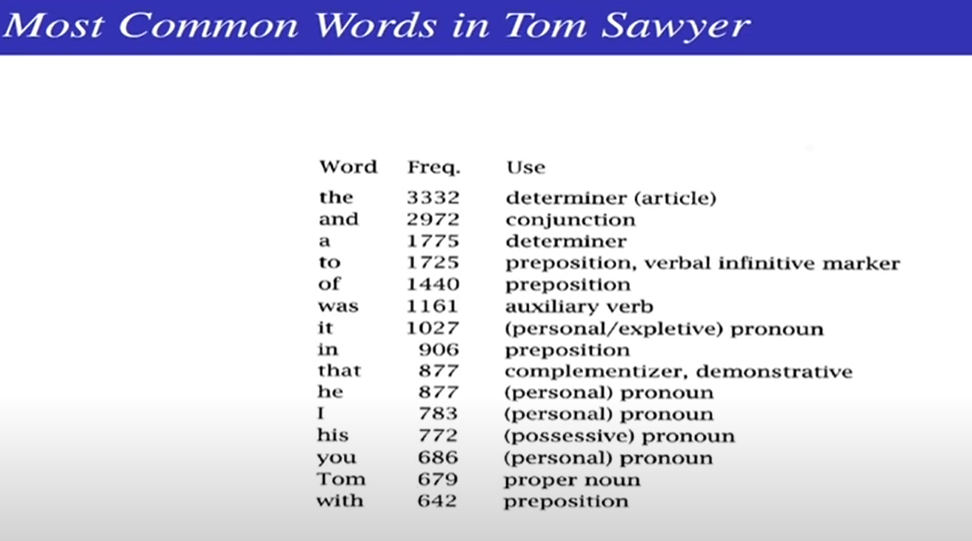 Most Common Words in Tom Sawyer
Word Freq. Use
the 3332 determiner (article)
and 2972 conjunction
a 1775 determiner
to 1725 preposition, verbal infinitive marker
of 1440 preposition
was 1161 auxiliary verb
it 1027 (personal/expletive) pronoun
in 906 preposition
that 877 complementizer, demonstrative
he 877 (personal) pronoun
I 783 (personal) pronoun
his 772 (possessive) pronoun
you 686 (personal) pronoun
Tom 679 proper noun
with 642 preposition